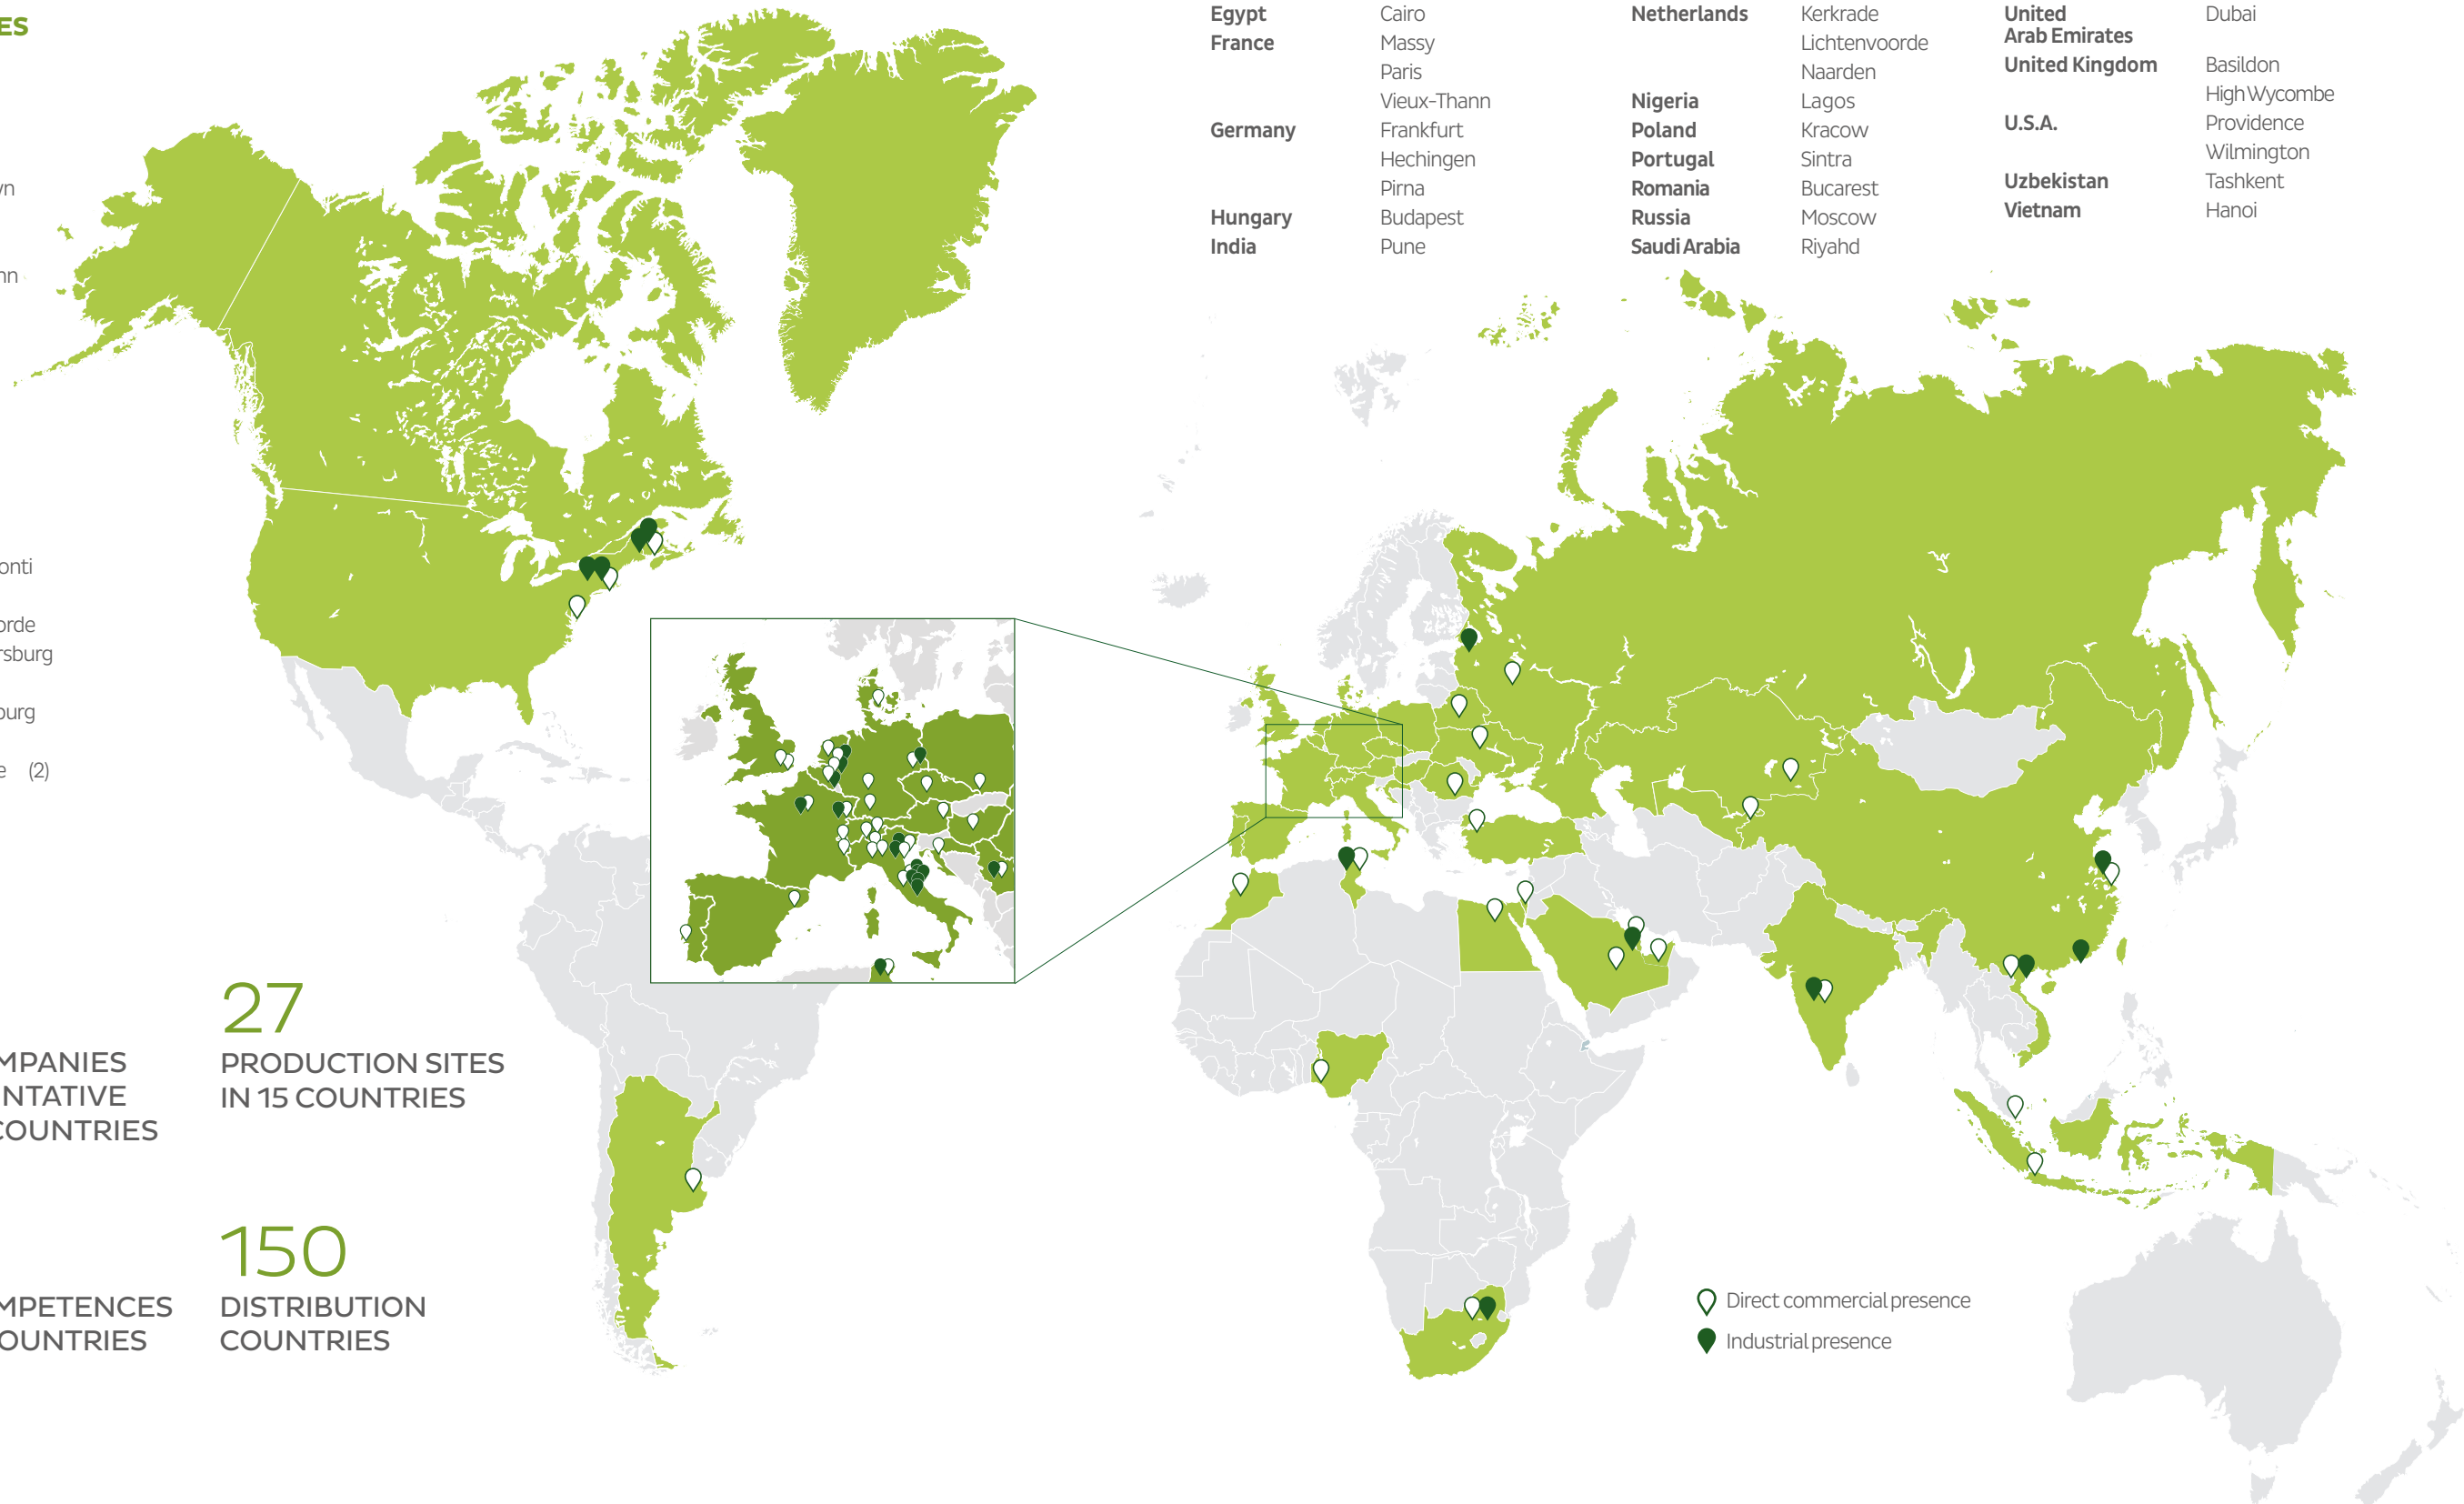 ES
wn
nn
onti
orde
rsburg
burg
e (2)
MPANIES
NTATIVE
COUNTRIES
27
PRODUCTION SITES
IN 15 COUNTRIES
MPETENCES
OUNTRIES
150
DISTRIBUTION
COUNTRIES
Egypt Cairo
France Massy
Paris
Vieux-Thann
Germany Frankfurt
Hechingen
Pirna
Hungary Budapest
India Pune
Netherlands Kerkrade
Lichtenvoorde
Naarden
Nigeria Lagos
Poland Kracow
Portugal Sintra
Romania Bucarest
Russia Moscow
Saudi Arabia Riyahd
United Dubai
Arab Emirates
United Kingdom Basildon
High Wycombe
U.S.A. Providence
Wilmington
Uzbekistan Tashkent
Vietnam Hanoi
Direct commercial presence
Industrial presence